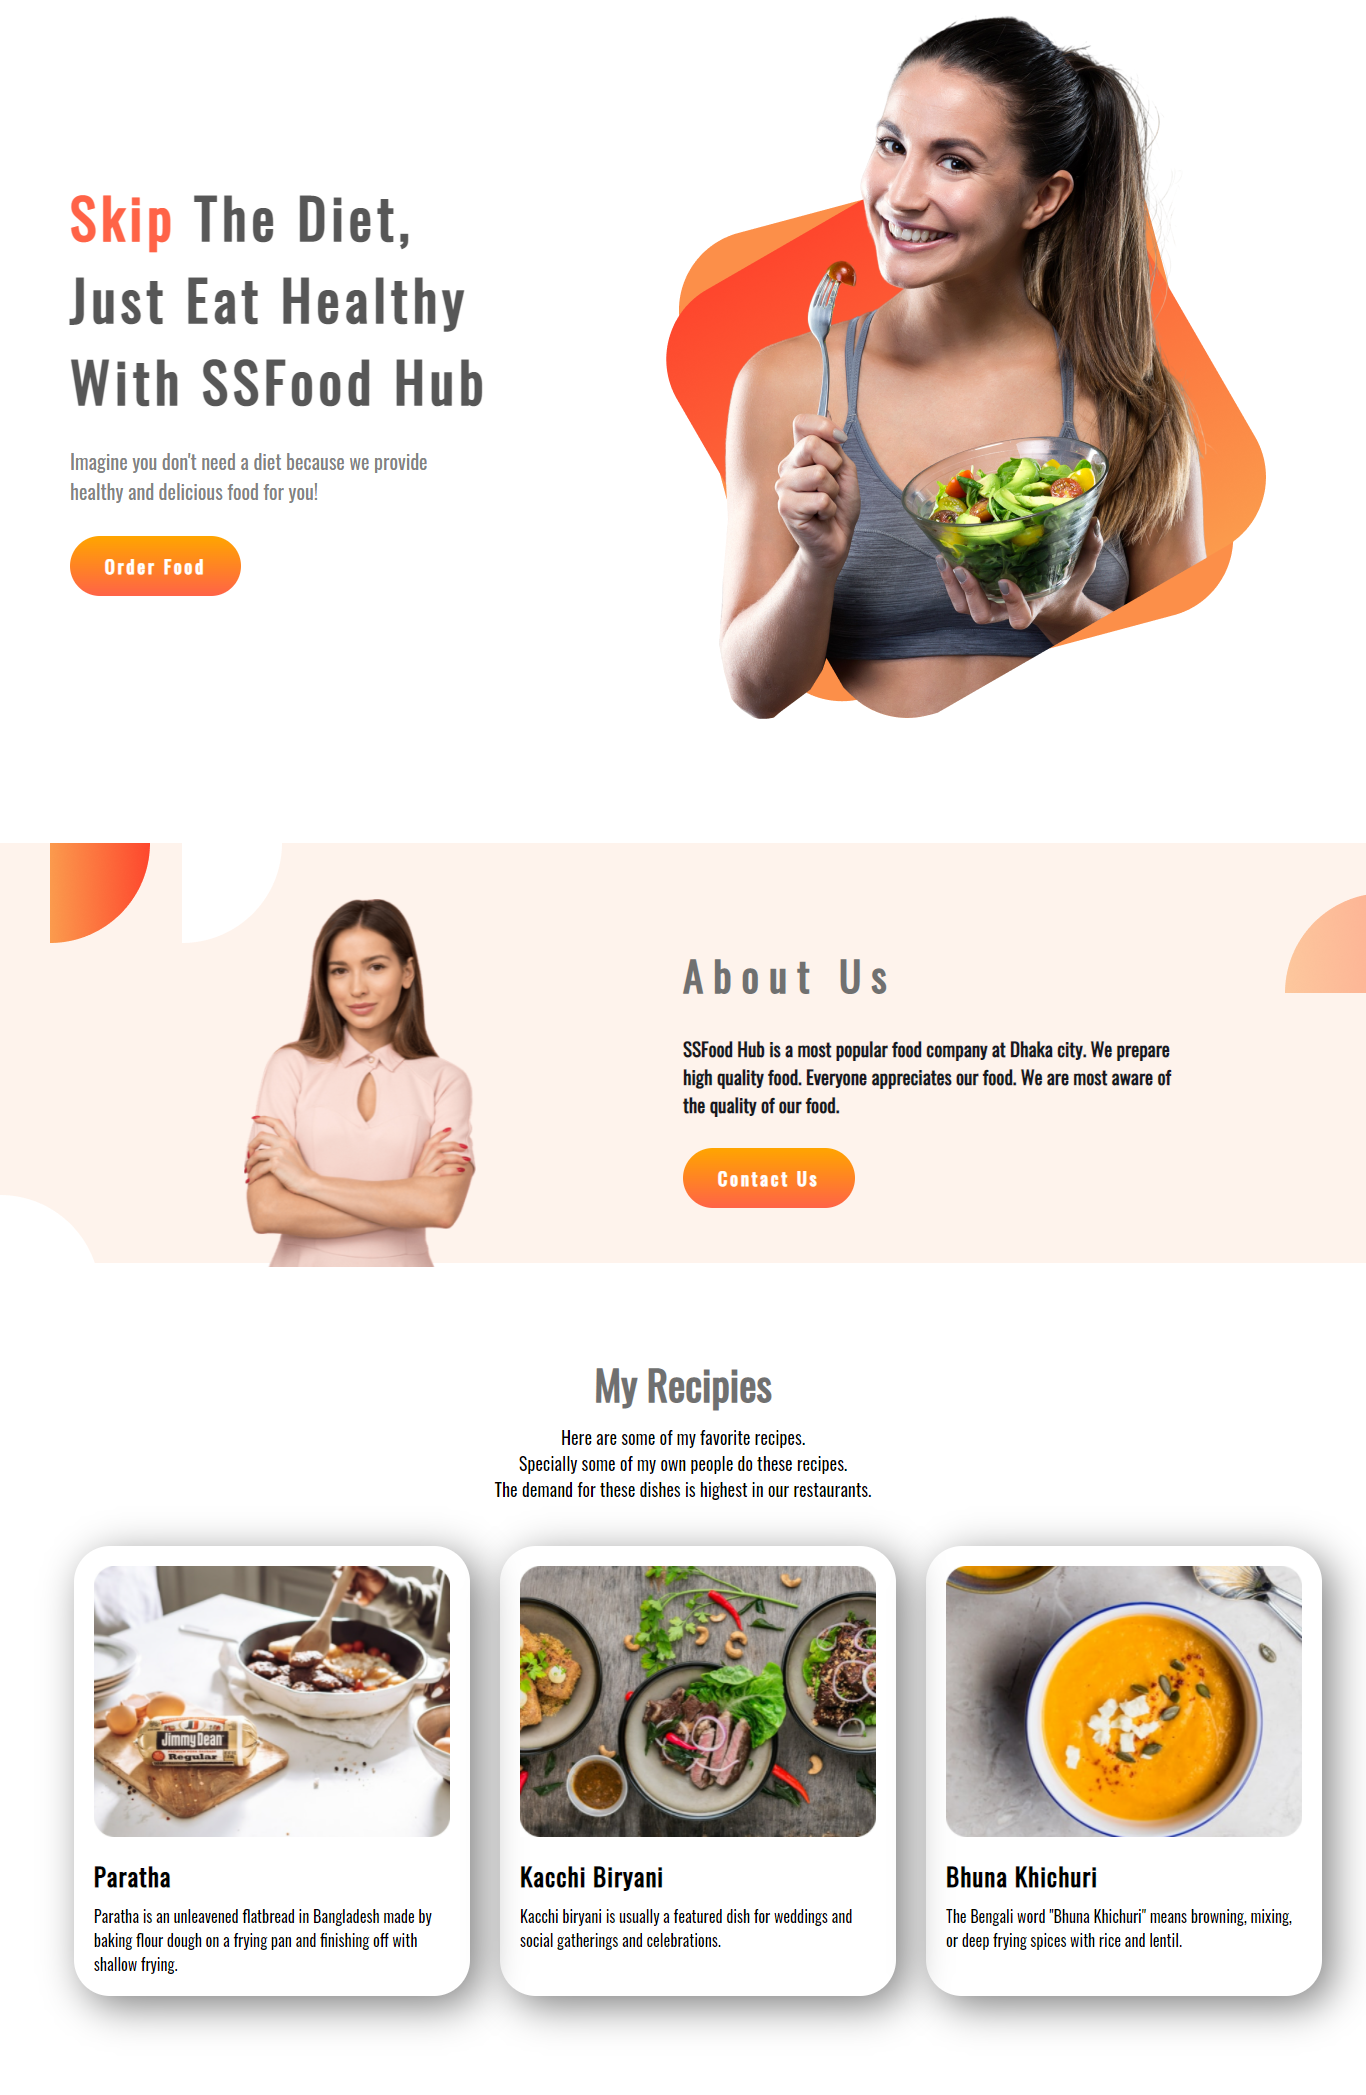 Skip The Diet,
Just Eat Healthy
With SSFood Hub
Imagine you don't need a diet because we provide
healthy and delicious food for you!
Order Food
About Us
SSFood Hub is a most popular food company at Dhaka city. We prepare
high quality food. Everyone appreciates our food. We are most aware of
the quality of our food.
Contact Us
My Recipies
Here are some of my favorite recipes.
Specially some of my own people do these recipes.
The demand for these dishes is highest in our restaurants.
JimmyDean
Regular
Paratha
Paratha is an unleavened flatbread in Bangladesh made by
baking flour dough on a frying pan and finishing off with
shallow frying.
Kacchi Biryani
Kacchi biryani is usually a featured dish for weddings and
social gatherings and celebrations.
Bhuna Khichuri
The Bengali word "Bhuna Khichuri" means browning, mixing,
or deep frying spices with rice and lentil.